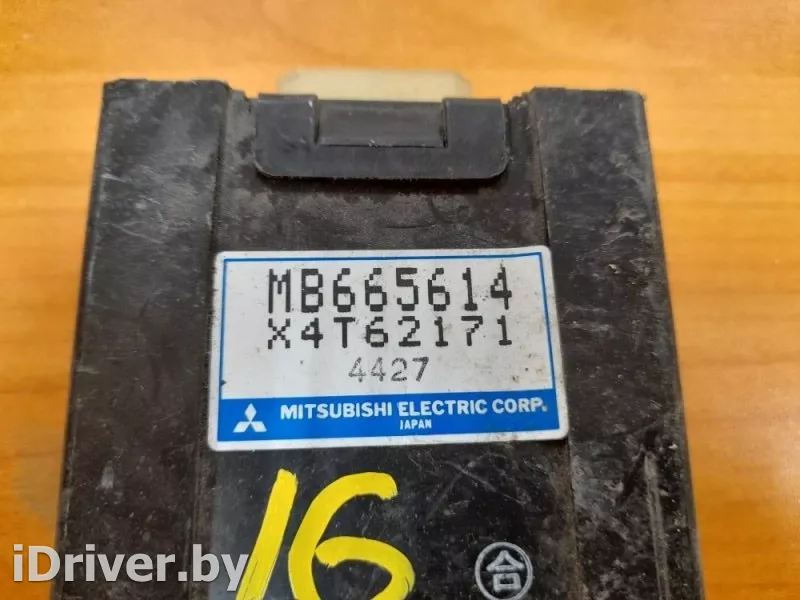 MB665614
X4T62171
4427
MITSUBISHI ELECTRIC CORP.
JAPAN
16
合
iDriver.by